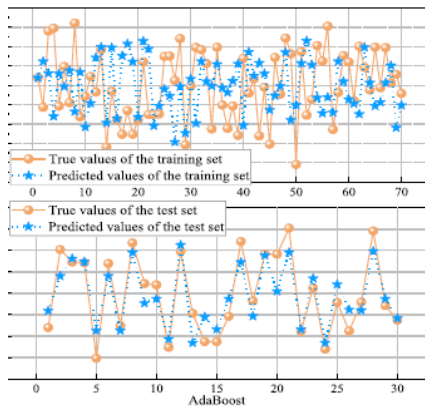 True values of the training set
Predicted values of the training set
0 10 20 30 40 50 60 70
True values of the test set
Predicted values of the test set
0 5 10 15 20 25 30
AdaBoost